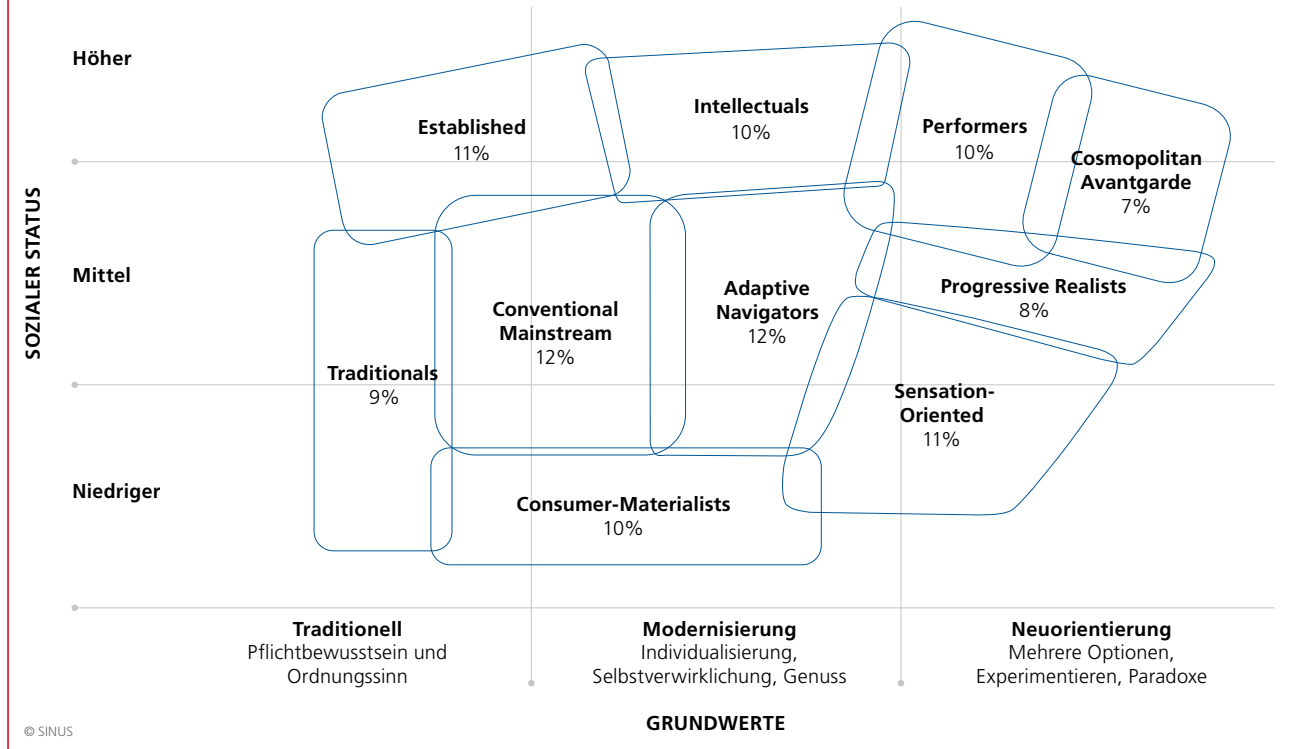 Höher
Established
11%
Intellectuals
10%
Performers
10%
Cosmopolitan
Avantgarde
7%
SOZIALER STATUS
Mittel
Conventional
Mainstream
12%
Adaptive
Navigators
12%
Progressive Realists
8%
Traditionals
9%
Sensation-
Oriented
11%
Niedriger
Consumer-Materialists
10%
Traditionell
Pflichtbewusstsein und
Ordnungssinn
Modernisierung
Individualisierung,
Selbstverwirklichung, Genuss
Neuorientierung
Mehrere Optionen,
Experimentieren, Paradoxe
GRUNDWERTE
© SINUS